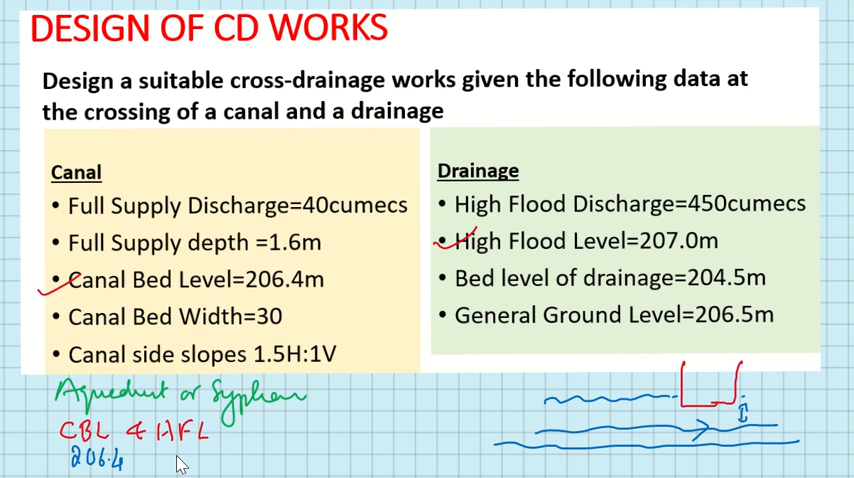 DESIGN OF CD WORKS
Design a suitable cross-drainage works given the following data at
the crossing of a canal and a drainage
Canal
• Full Supply Discharge=40cumecs
• Full Supply depth =1.6m
• Canal Bed Level=206.4m
• Canal Bed Width=30
• Canal side slopes 1.5H:1V
Drainage
• High Flood Discharge=450cumecs
• High Flood Level=207.0m
• Bed level of drainage=204.5m
• General Ground Level=206.5m
Aqueduct or Syphon
CBL & HFL
206.4